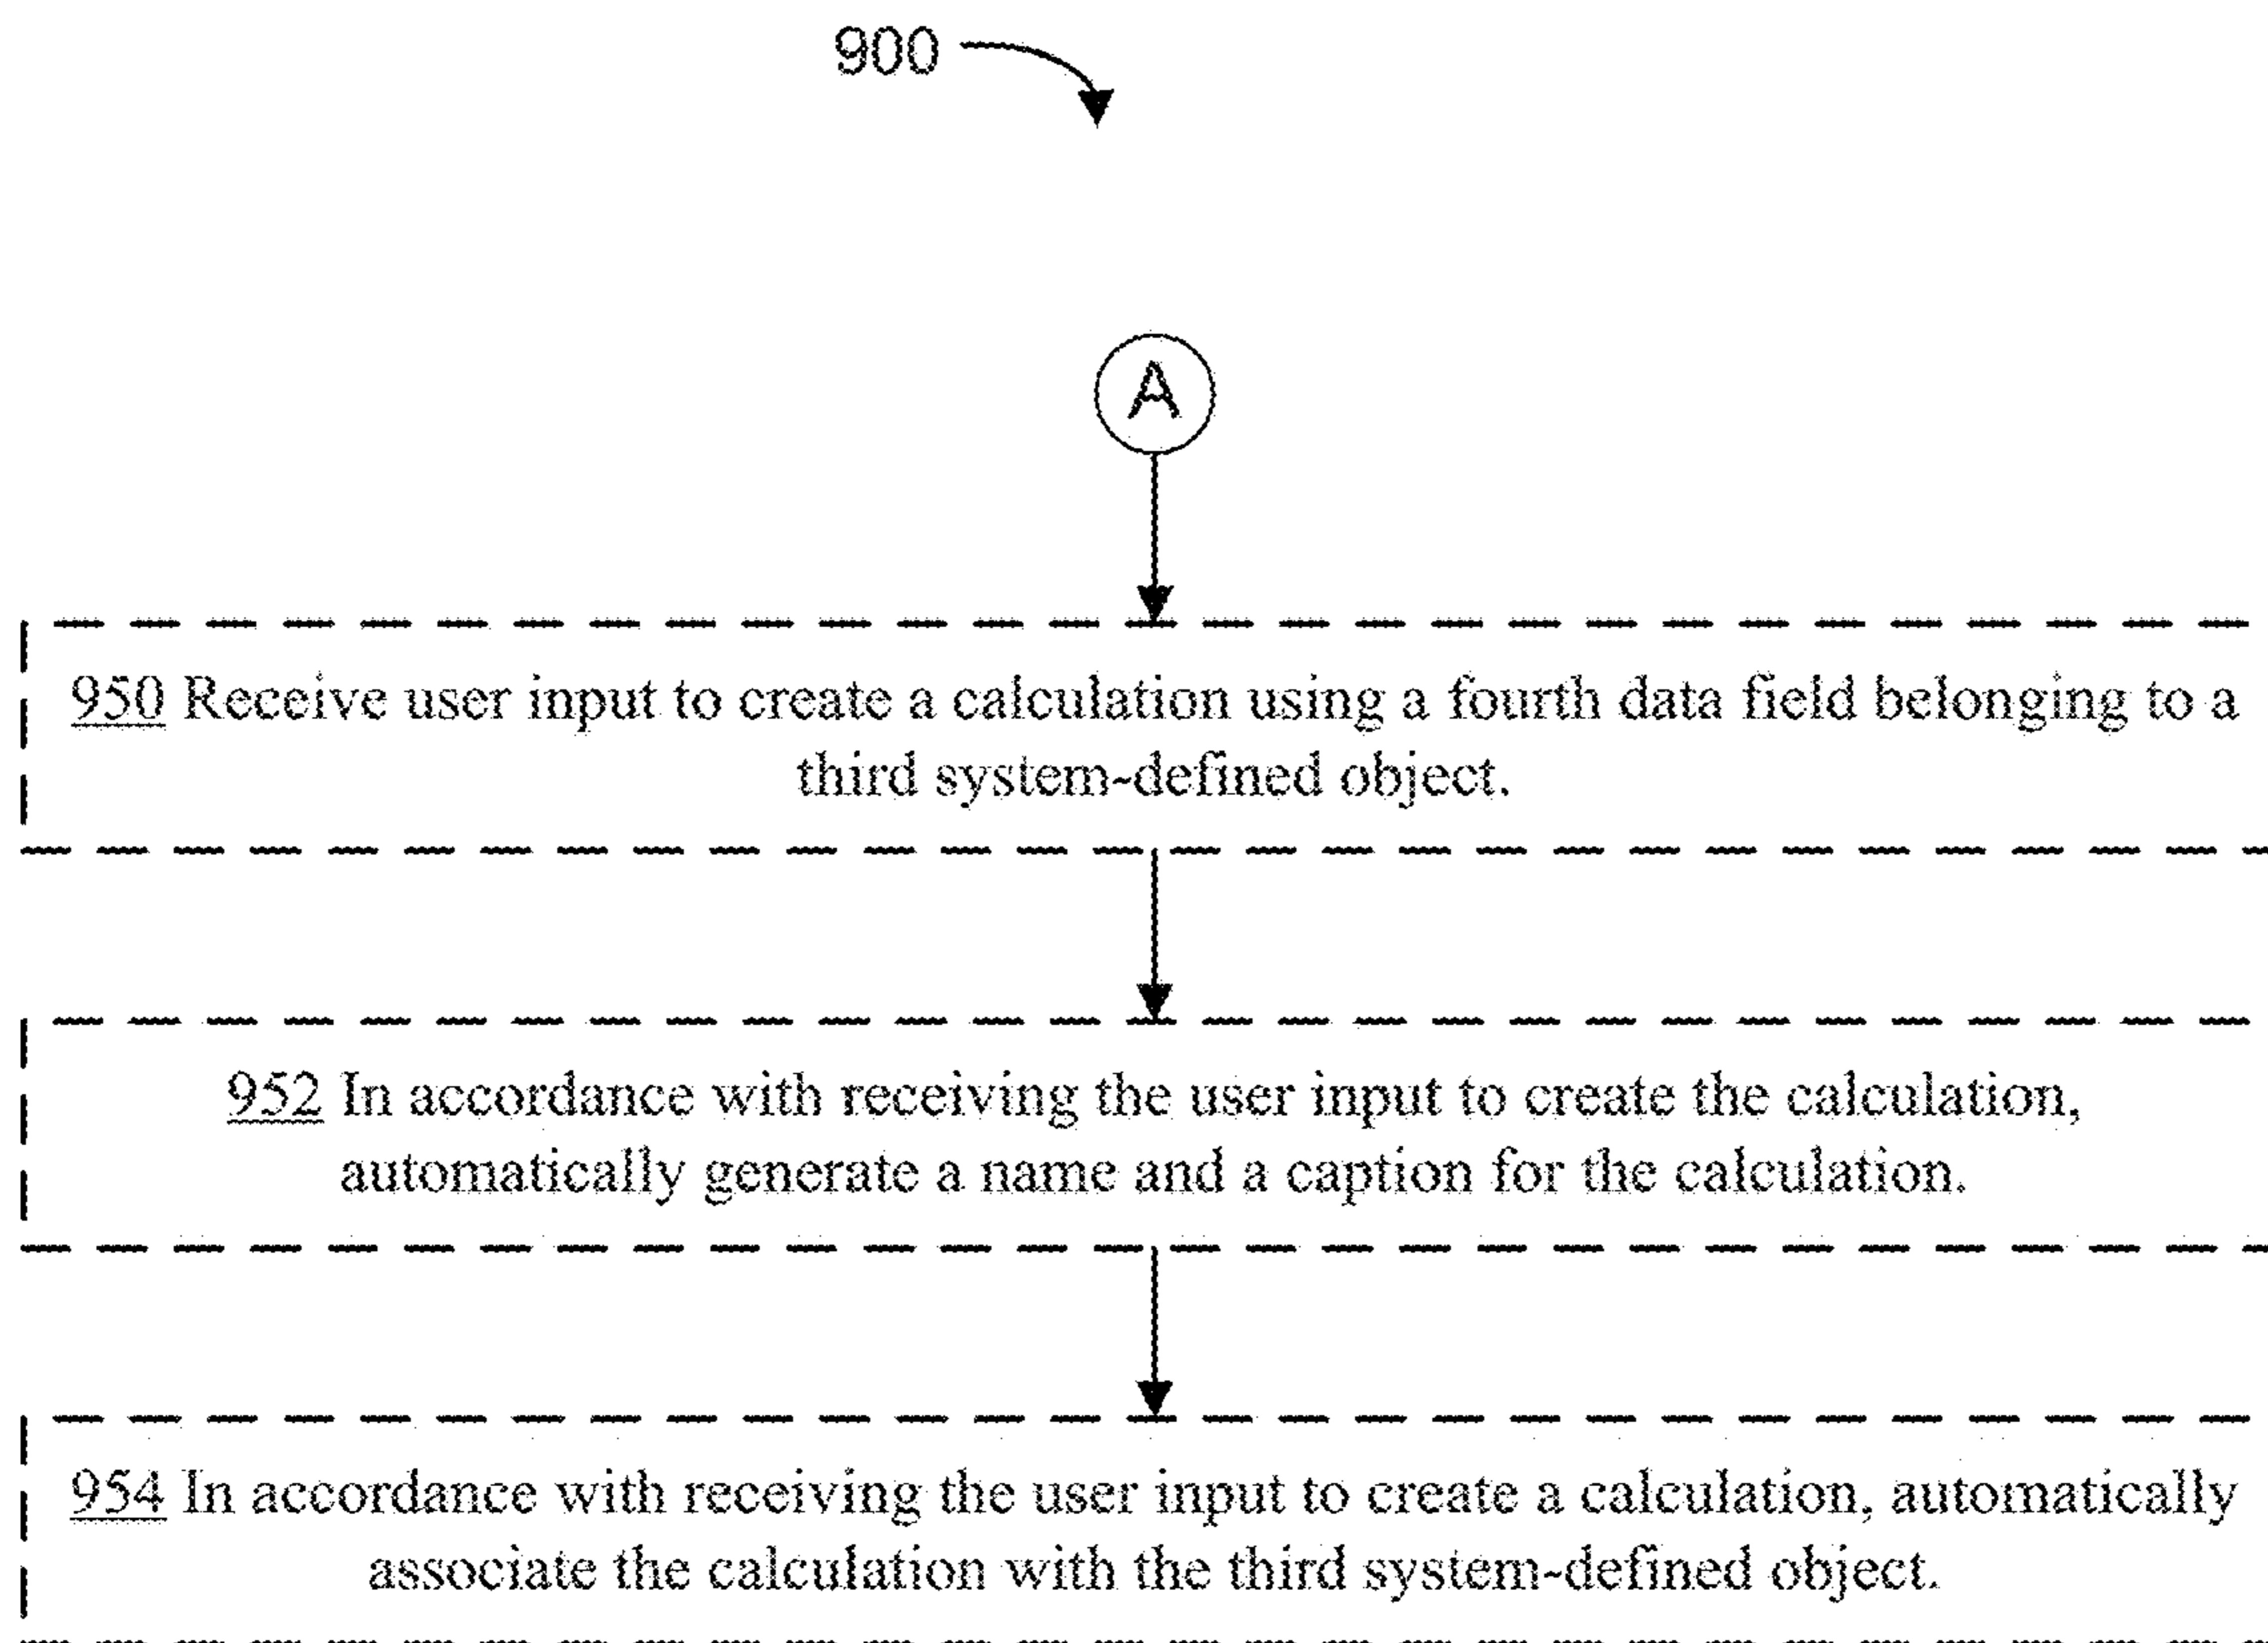 900
A
950 Receive user input to create a calculation using a fourth data field belonging to a
third system-defined object.
952 In accordance with receiving the user input to create the calculation,
automatically generate a name and a caption for the calculation.
954 In accordance with receiving the user input to create a calculation, automatically
associate the calculation with the third system-defined object.